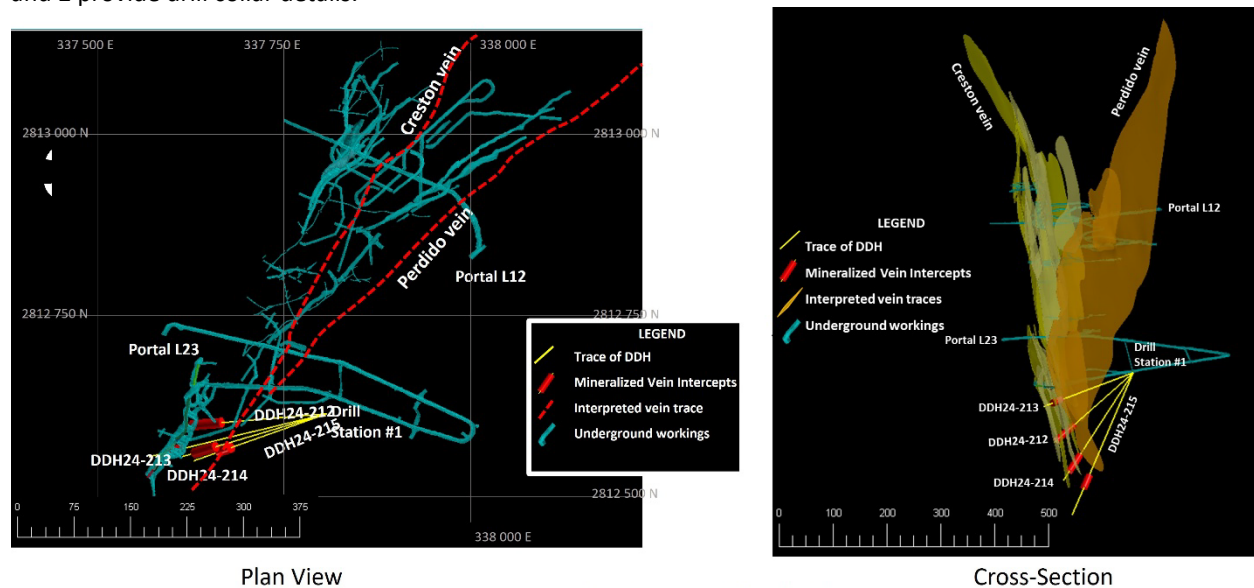 and 2 provide drill collar details.
337 500 E
337 750 E
338 000 E
Creston vein
2813 000 N
2813 000 N
Perdido vein
Portal L12
2812 750 N
2812 750 N
Portal L23
DDH24-212
Drill
Station #1
DDH24-215
DDH24-213
DDH24-214
2812 500 N
LEGEND
Trace of DDH
Mineralized Vein Intercepts
Interpreted vein trace
Underground workings
0 75 150 225 300 375
338 000 E
Plan View
Creston vein
Perdido vein
Portal L12
LEGEND
Trace of DDH
Mineralized Vein Intercepts
Interpreted vein traces
Underground workings
Portal L23
Drill
Station #1
DDH24-213
DDH24-215
DDH24-212
DDH24-214
0 100 200 300 400 500
Cross-Section